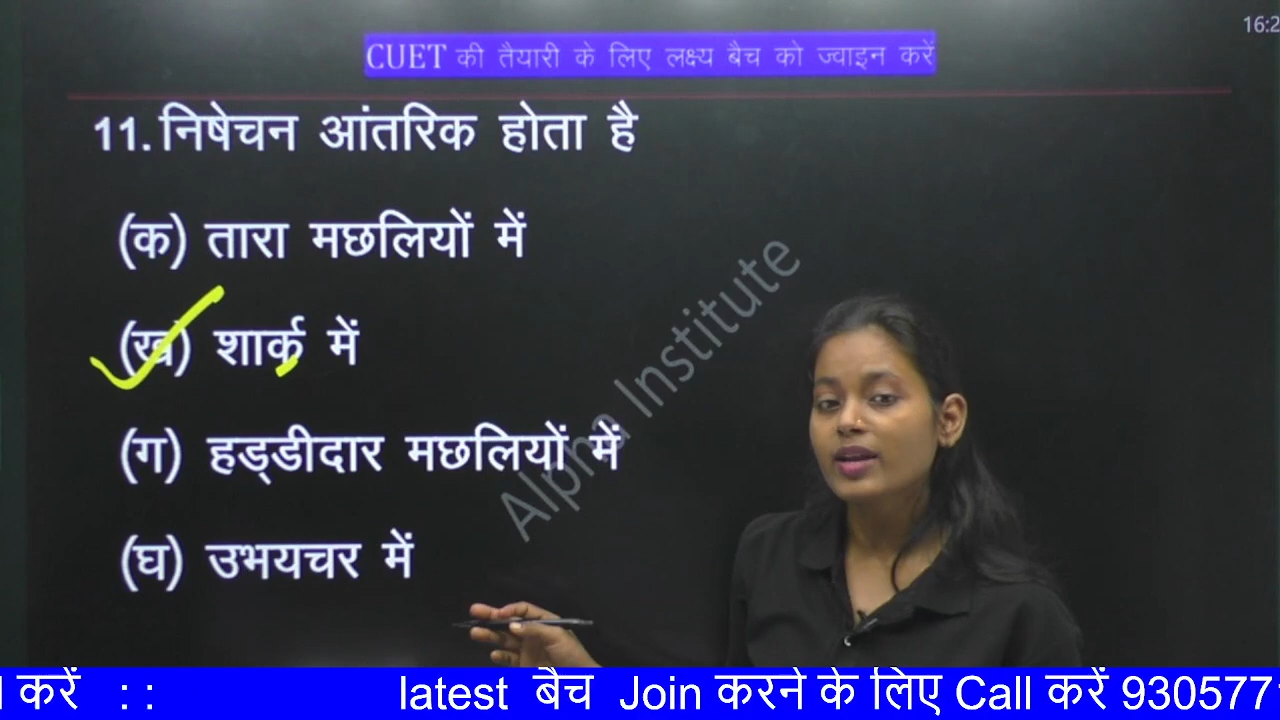 16:2
CUET की तैयारी के लिए लक्ष्य बैच को ज्वाइन करें
11. निषेचन आंतरिक होता है
(क) तारा मछलियों में
(ख) शार्क में
(ग) हड्डीदार मछलियों में
(घ) उभयचर में
Alpha Institute
करें : : latest बैच Join करने के लिए Call करें 930577